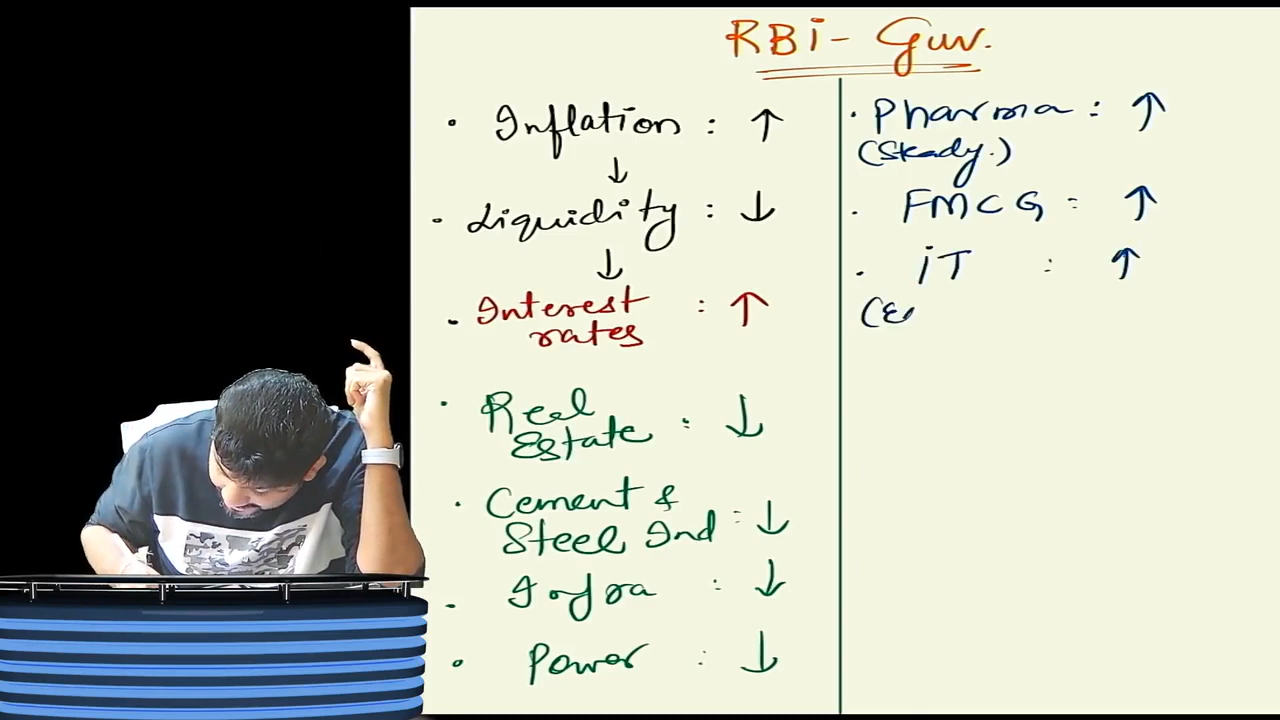 RBi - Guv.
• Inflation : ↑
↓
• Liquidity : ↓
↓
• Interest : ↑
rates
• Real
Estate : ↓
• Cement &
Steel Ind : ↓
• Infra : ↓
• Power : ↓
• Pharma : ↑
(Steady.)
• FMCG : ↑
• iT : ↑